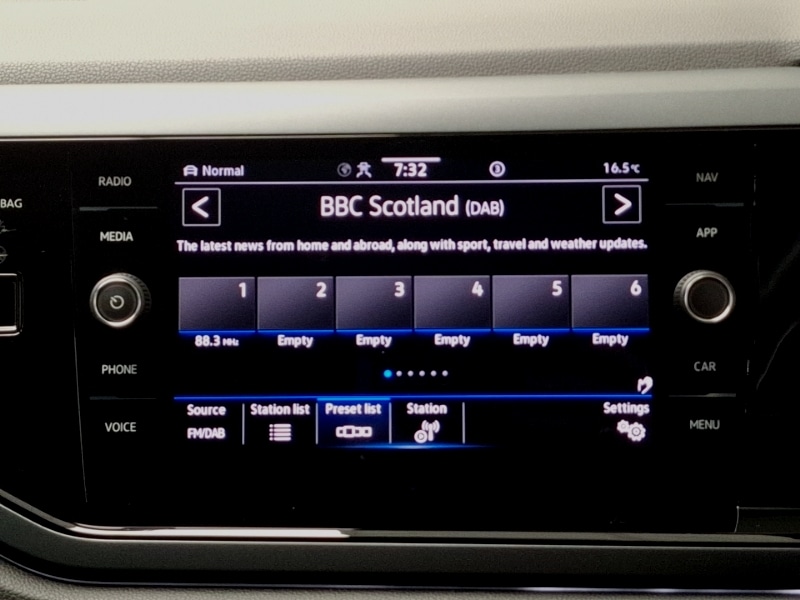 Normal 7:32 3 16.5°C
RADIO
NAV
BAG
< BBC Scotland (DAB) >
MEDIA
APP
The latest news from home and abroad, along with sport, travel and weather updates.
1 2 3 4 5 6
88.3 MHz Empty Empty Empty Empty Empty
PHONE
CAR
Source Station list Preset list Station Settings
FM/DAB
VOICE
MENU